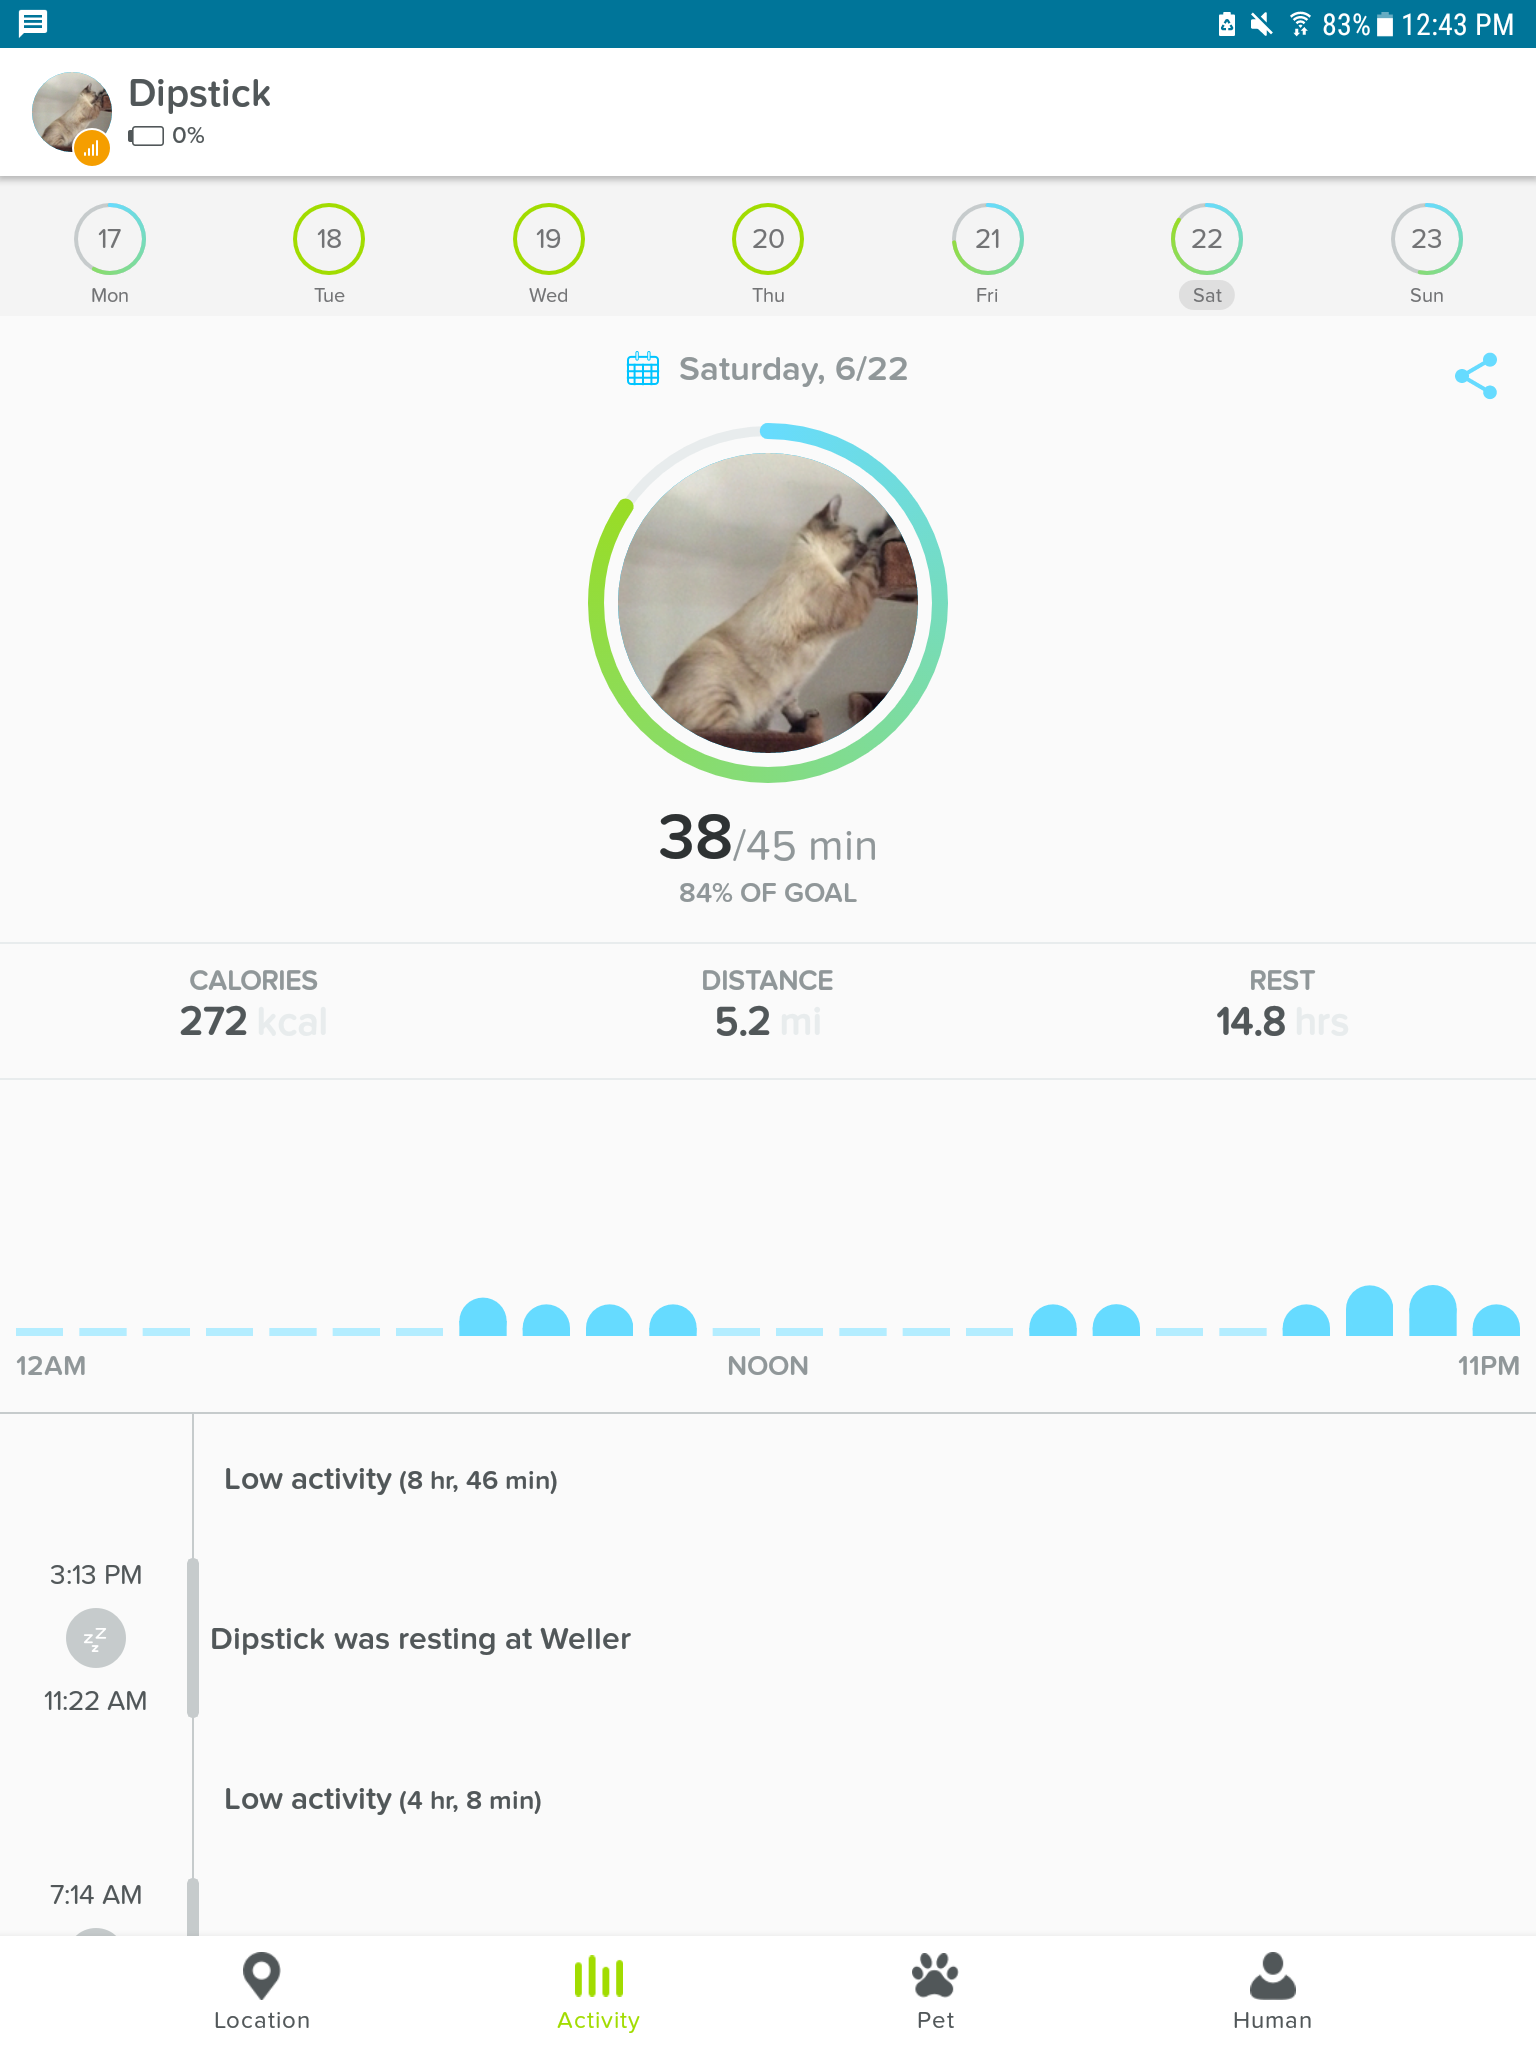 83% 12:43 PM
Dipstick
0%
17 18 19 20 21 22 23
Mon Tue Wed Thu Fri Sat Sun
Saturday, 6/22
38/45 min
84% OF GOAL
CALORIES DISTANCE REST
272 kcal 5.2 mi 14.8 hrs
12AM NOON 11PM
Low activity (8 hr, 46 min)
3:13 PM
zzz
Dipstick was resting at Weller
11:22 AM
Low activity (4 hr, 8 min)
7:14 AM
Location Activity Pet Human